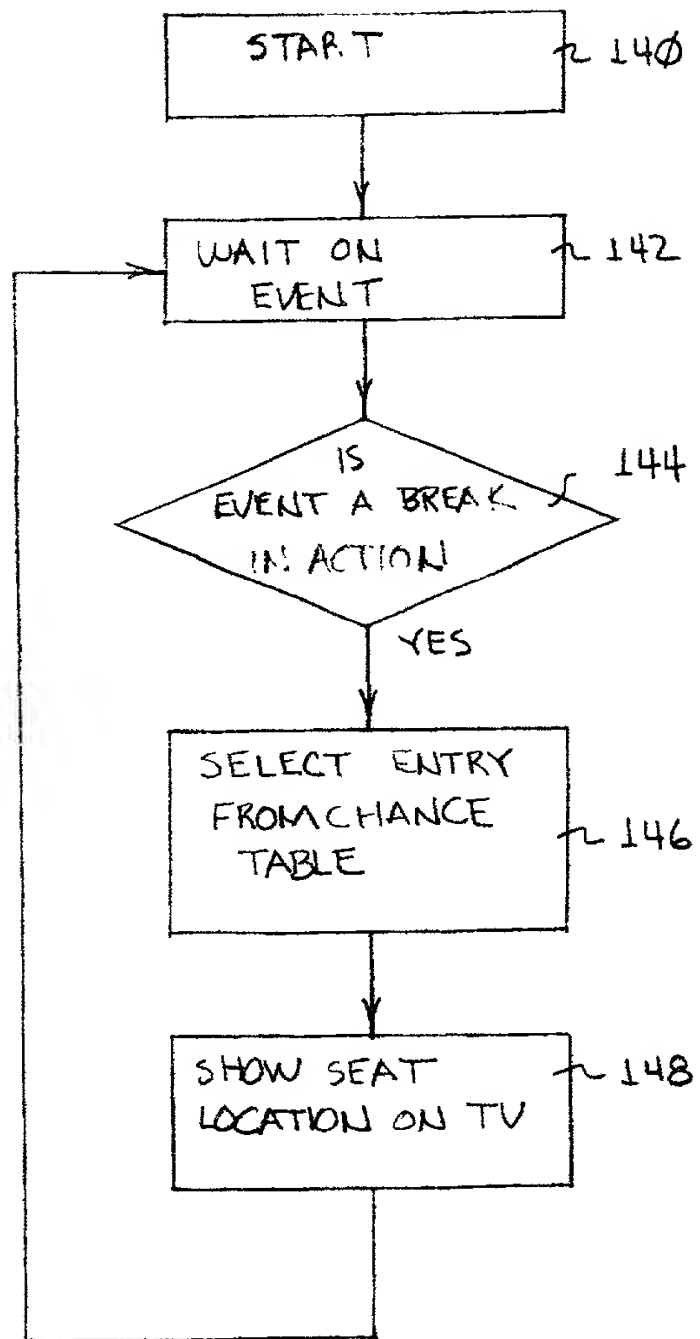 START
140
WAIT ON
EVENT
142
IS
EVENT A BREAK
IN ACTION
144
YES
SELECT ENTRY
FROM CHANCE
TABLE
146
SHOW SEAT
LOCATION ON TV
148